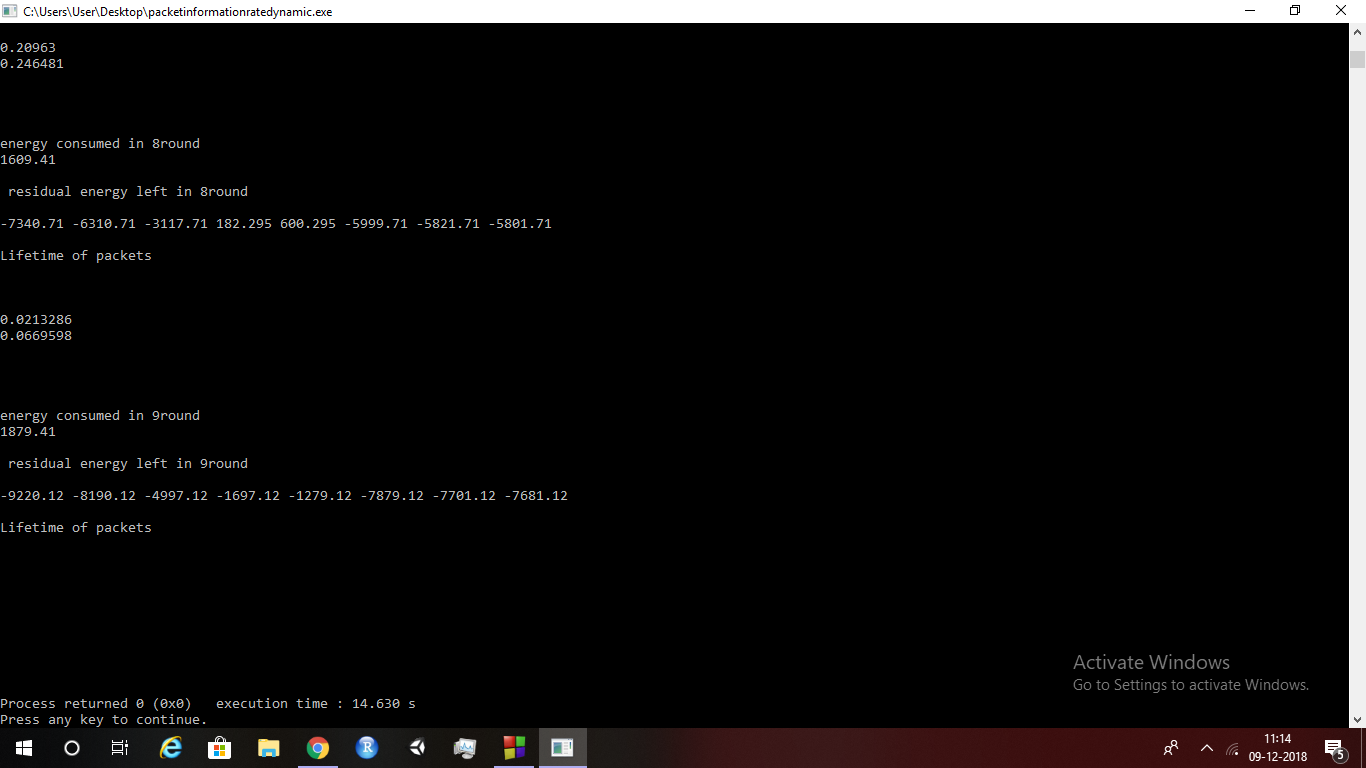 C:\Users\User\Desktop\packetinformationratedynamic.exe
0.20963
0.246481
energy consumed in 8round
1609.41
residual energy left in 8round
-7340.71 -6310.71 -3117.71 182.295 600.295 -5999.71 -5821.71 -5801.71
Lifetime of packets
0.0213286
0.0669598
energy consumed in 9round
1879.41
residual energy left in 9round
-9220.12 -8190.12 -4997.12 -1697.12 -1279.12 -7879.12 -7701.12 -7681.12
Lifetime of packets
Activate Windows
Go to Settings to activate Windows.
Process returned 0 (0x0)   execution time : 14.630 s
Press any key to continue.
R
11:14
09-12-2018
5